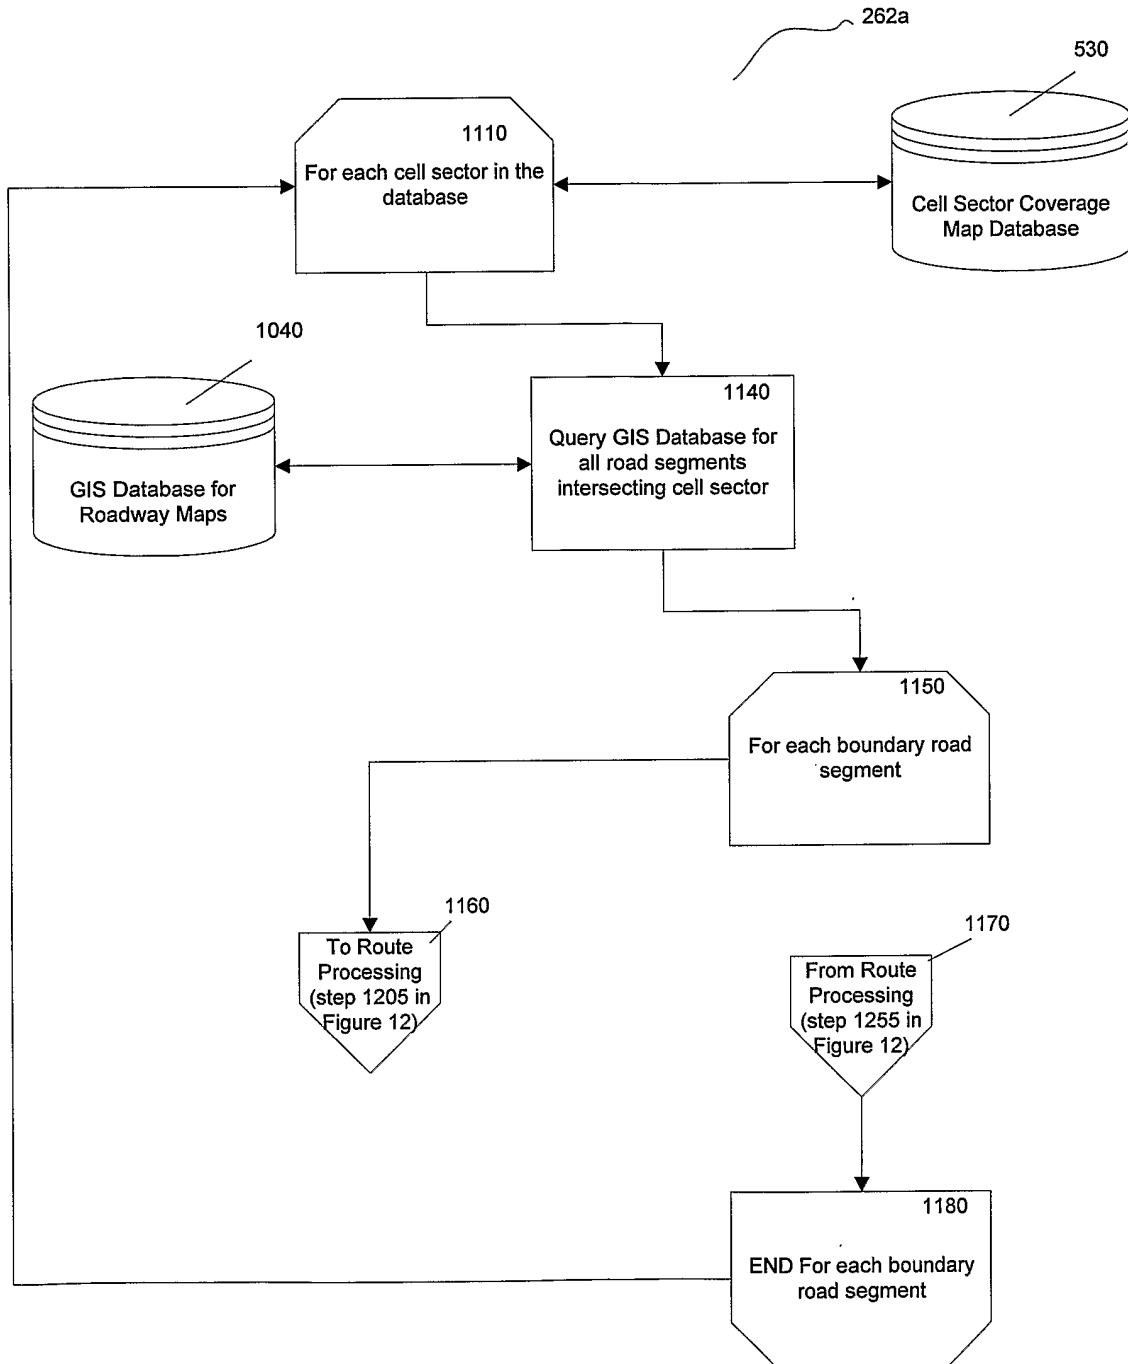 262a
530
1110
For each cell sector in the
database
Cell Sector Coverage
Map Database
1040
1140
Query GIS Database for
all road segments
intersecting cell sector
GIS Database for
Roadway Maps
1150
For each boundary road
segment
1160
To Route
Processing
(step 1205 in
Figure 12)
1170
From Route
Processing
(step 1255 in
Figure 12)
1180
END For each boundary
road segment